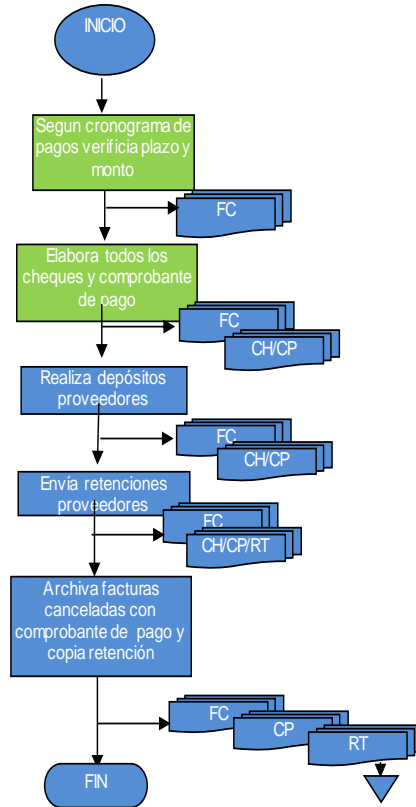 INICIO
Segun cronograma de
pagos verificia plazo y
monto
FC
Elabora todos los
cheques y comprobante
de pago
FC
CH/CP
Realiza depósitos
proveedores
FC
CH/CP
Envía retenciones
proveedores
FC
CH/CP/RT
Archiva facturas
canceladas con
comprobante de pago y
copia retención
FC
CP
RT
FIN